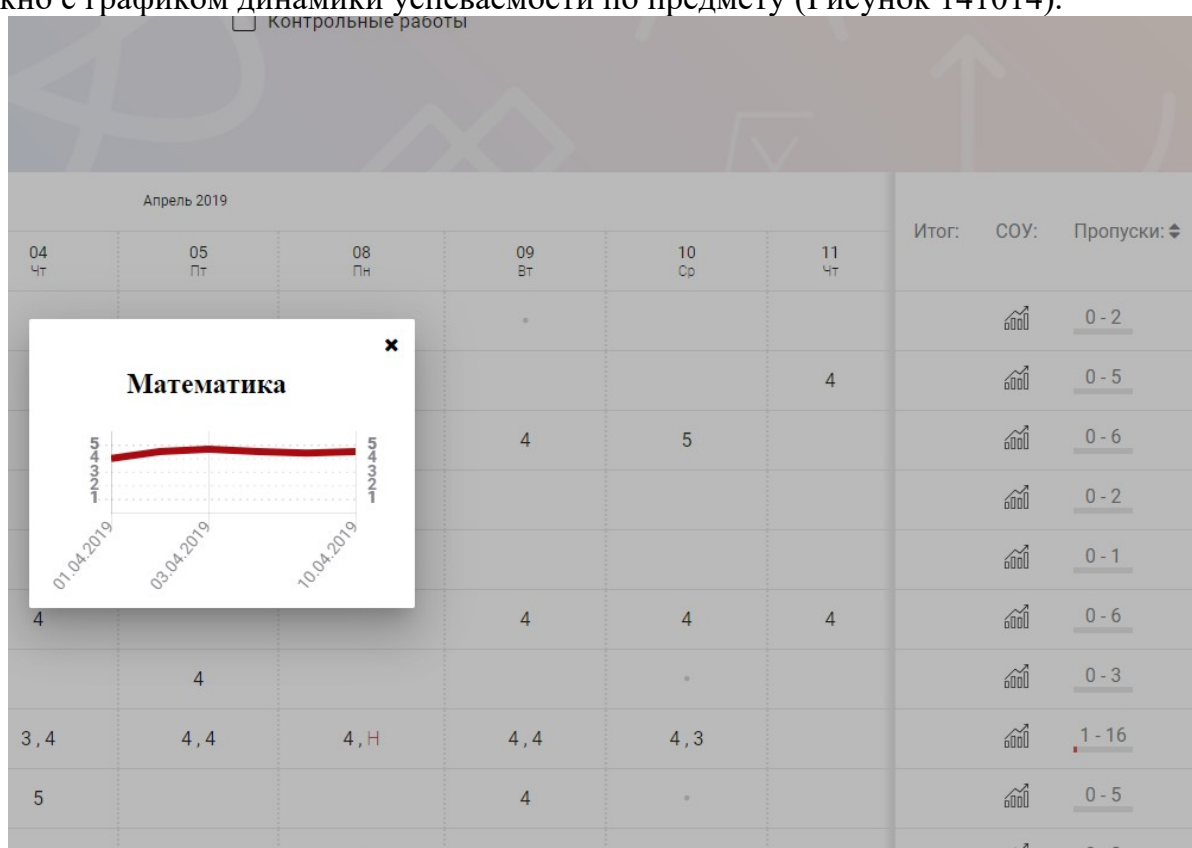 с графиком динамики успеваемости по предмету (Рисунок 141014).
Контрольные работы
Апрель 2019
Итог: СОУ: Пропуски:
04 05 08 09 10 11
Чт Пт Пн Вт Ср Чт
0 - 2
Математика
4 0 - 5
5 5
4 4
3 3
2 2
1 1
4 5 0 - 6
0 - 2
01.04.2019 03.04.2019 10.04.2019
0 - 1
4 4 4 4 0 - 6
4 0 - 3
3 , 4 4 , 4 4 , Н 4 , 4 4 , 3 1 - 16
5 4 0 - 5